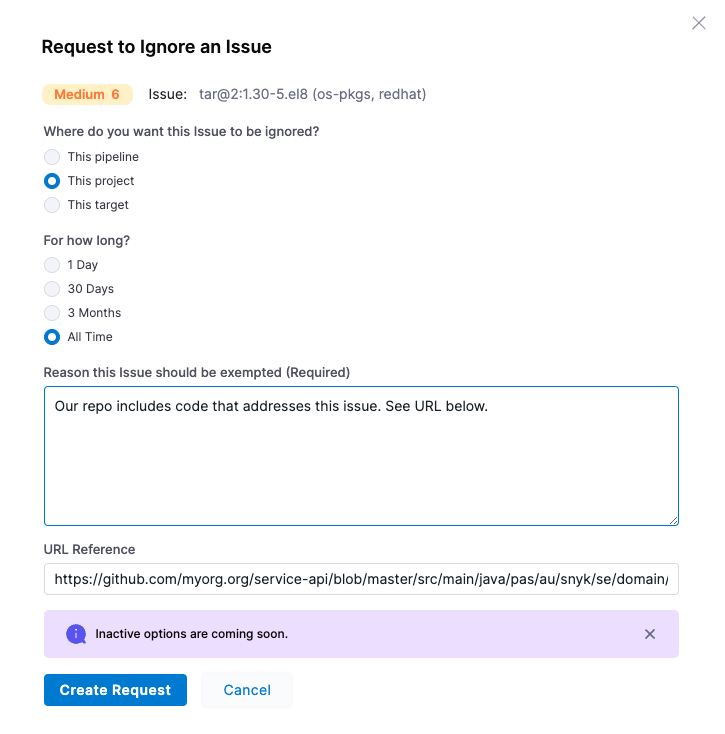 Request to Ignore an Issue
Medium 6 Issue: tar@2:1.30-5.el8 (os-pkgs, redhat)
Where do you want this Issue to be ignored?
This pipeline
This project
This target
For how long?
1 Day
30 Days
3 Months
All Time
Reason this Issue should be exempted (Required)
Our repo includes code that addresses this issue. See URL below.
URL Reference
https://github.com/myorg.org/service-api/blob/master/src/main/java/pas/au/snyk/se/domain/
Inactive options are coming soon.
Create Request Cancel